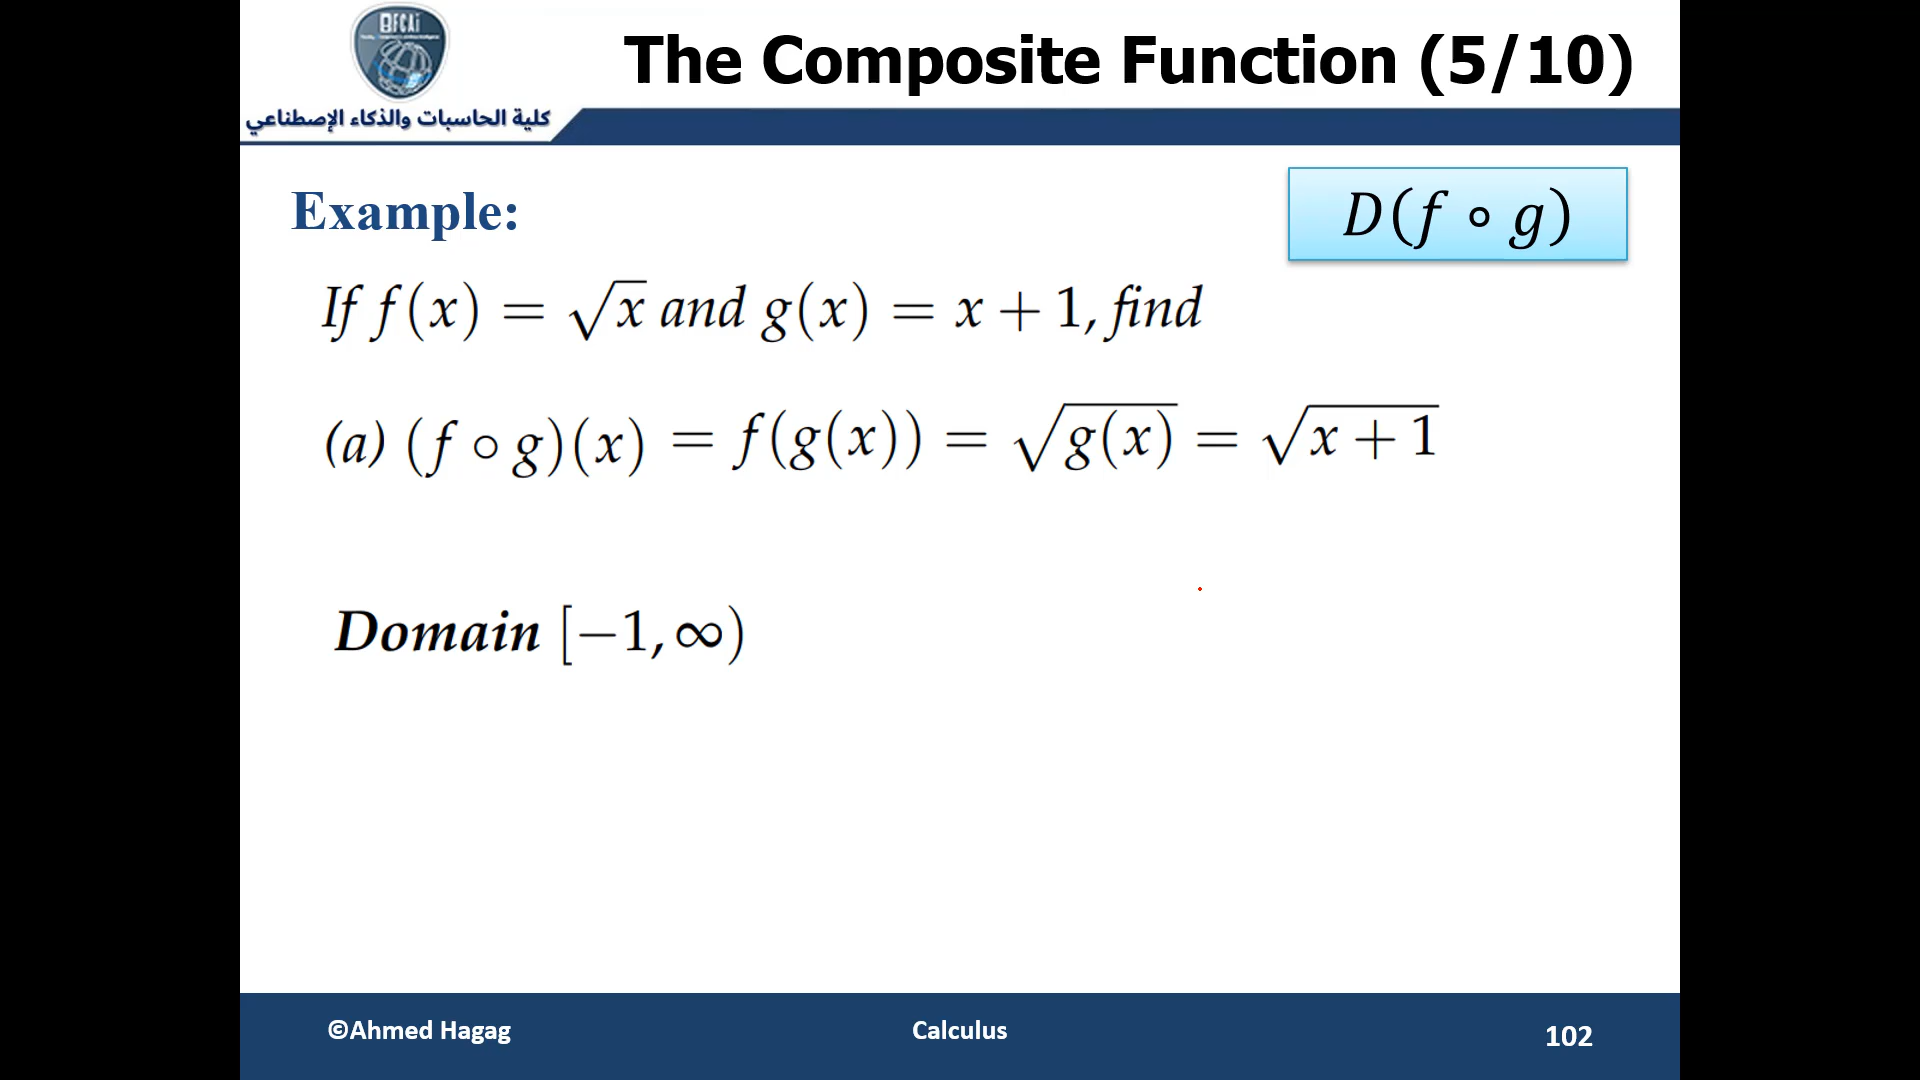 BFCAi
The Composite Function (5/10)
كلية الحاسبات والذكاء الإصطناعي
Example:
D(f ∘ g)
If f(x) = √x and g(x) = x + 1, find
(a) (f ∘ g)(x) = f(g(x)) = √g(x) = √x + 1
Domain [−1, ∞)
©Ahmed Hagag
Calculus
102